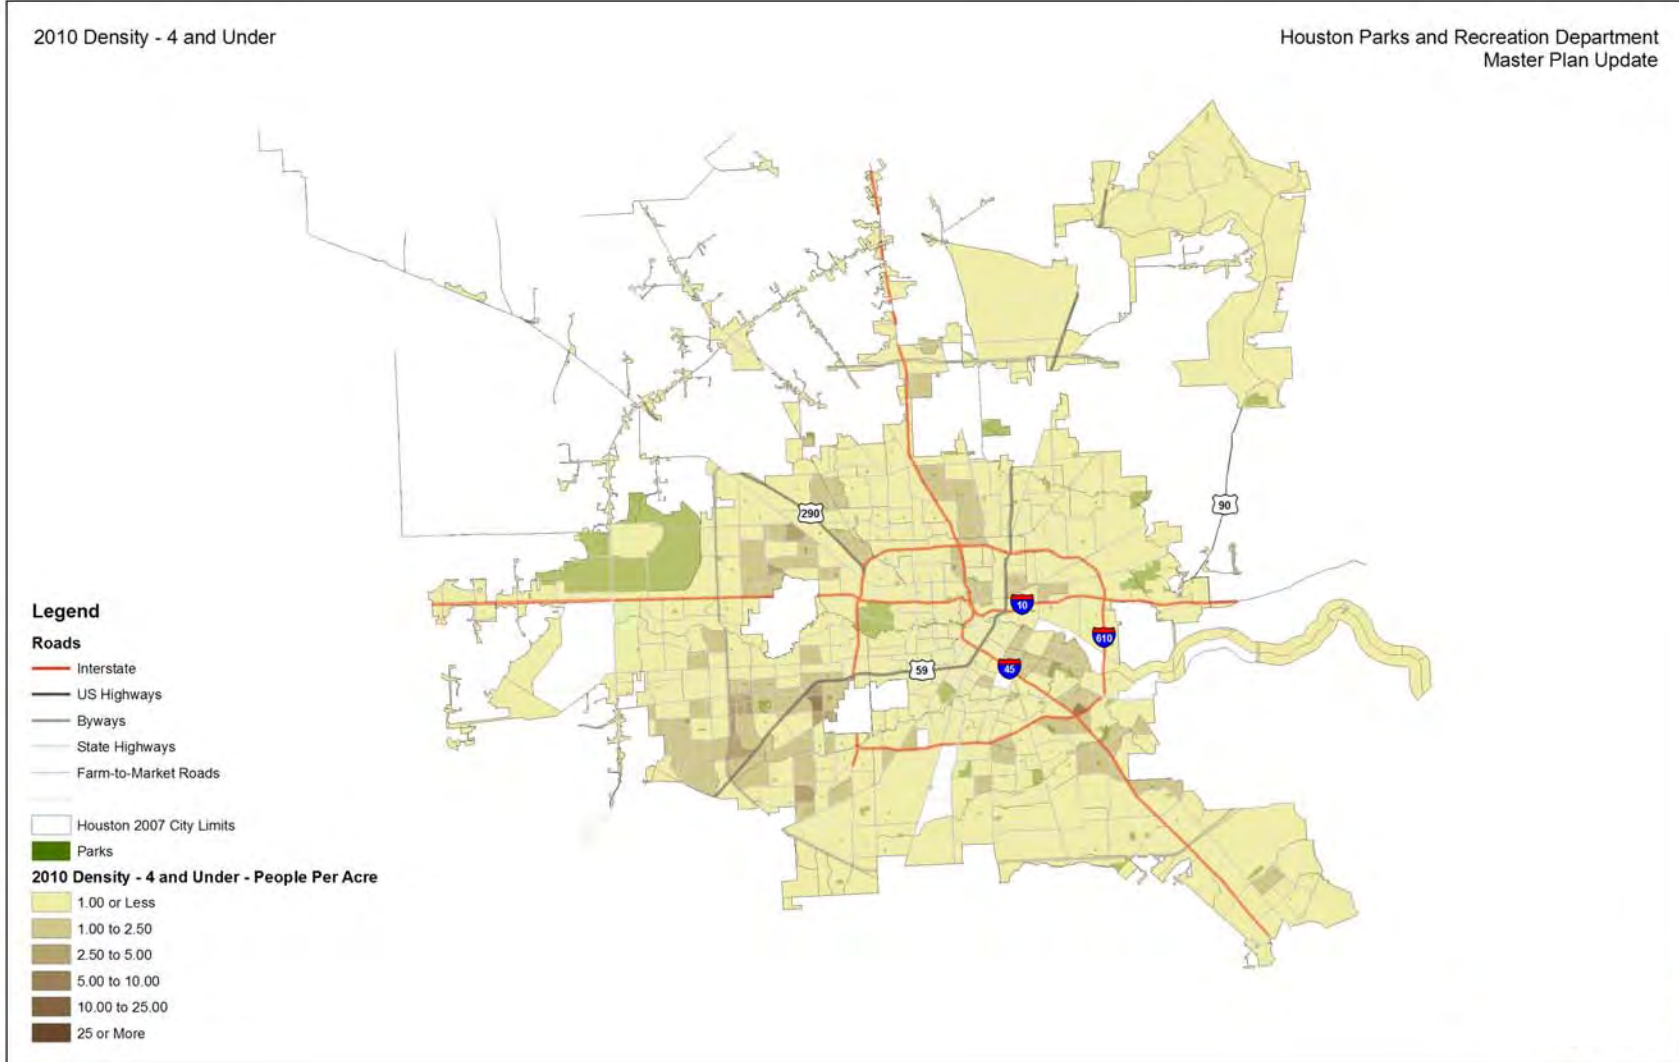 2010 Density - 4 and Under
Houston Parks and Recreation Department
Master Plan Update
290
90
10
610
59
45
Legend
Roads
Interstate
US Highways
Byways
State Highways
Farm-to-Market Roads
Houston 2007 City Limits
Parks
2010 Density - 4 and Under - People Per Acre
1.00 or Less
1.00 to 2.50
2.50 to 5.00
5.00 to 10.00
10.00 to 25.00
25 or More